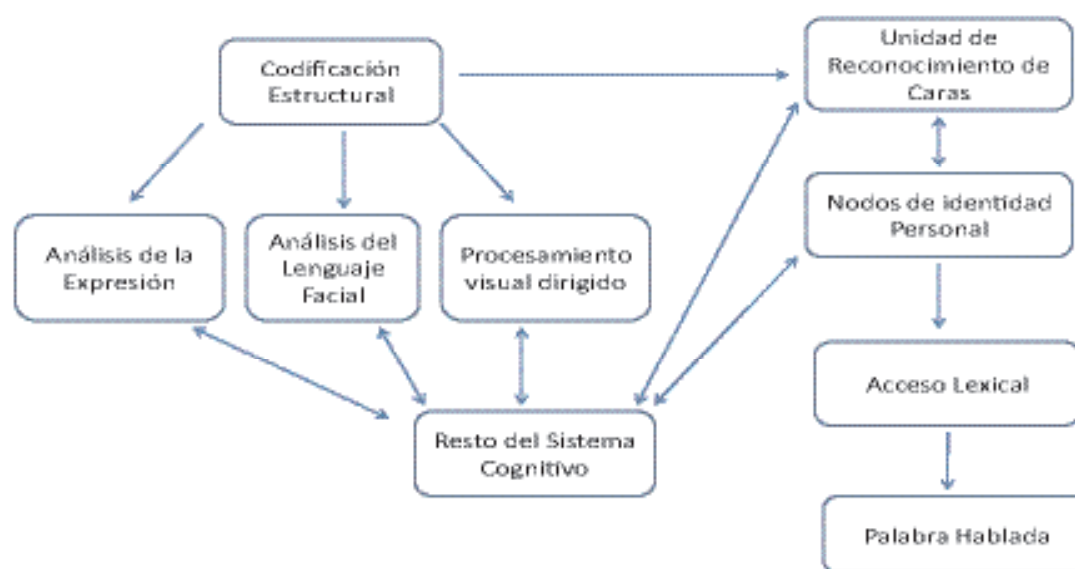 Codificación
Estructural
Unidad de
Reconocimiento de
Caras
Análisis de la
Expresión
Análisis del
Lenguaje
Facial
Procesamiento
visual dirigido
Nodos de identidad
Personal
Resto del Sistema
Cognitivo
Acceso Lexical
Palabra Hablada